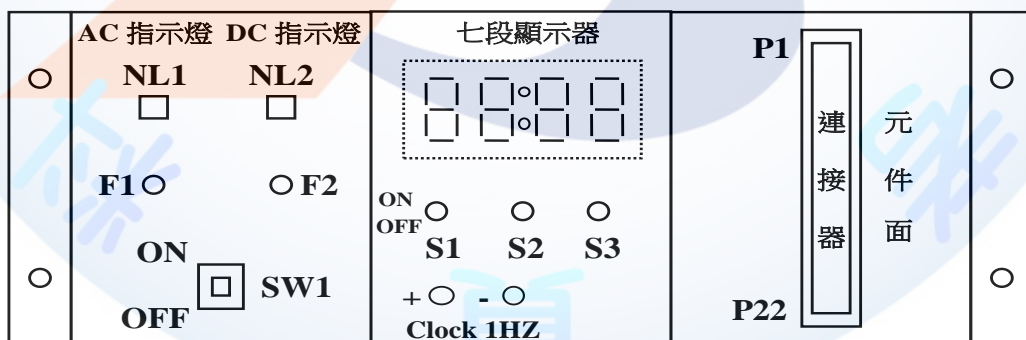 AC 指示燈 DC 指示燈
NL1 NL2
F1 F2
ON
OFF
SW1
七段顯示器
ON
OFF
S1 S2 S3
+ -
Clock 1HZ
P1
連接器
P22
元件面